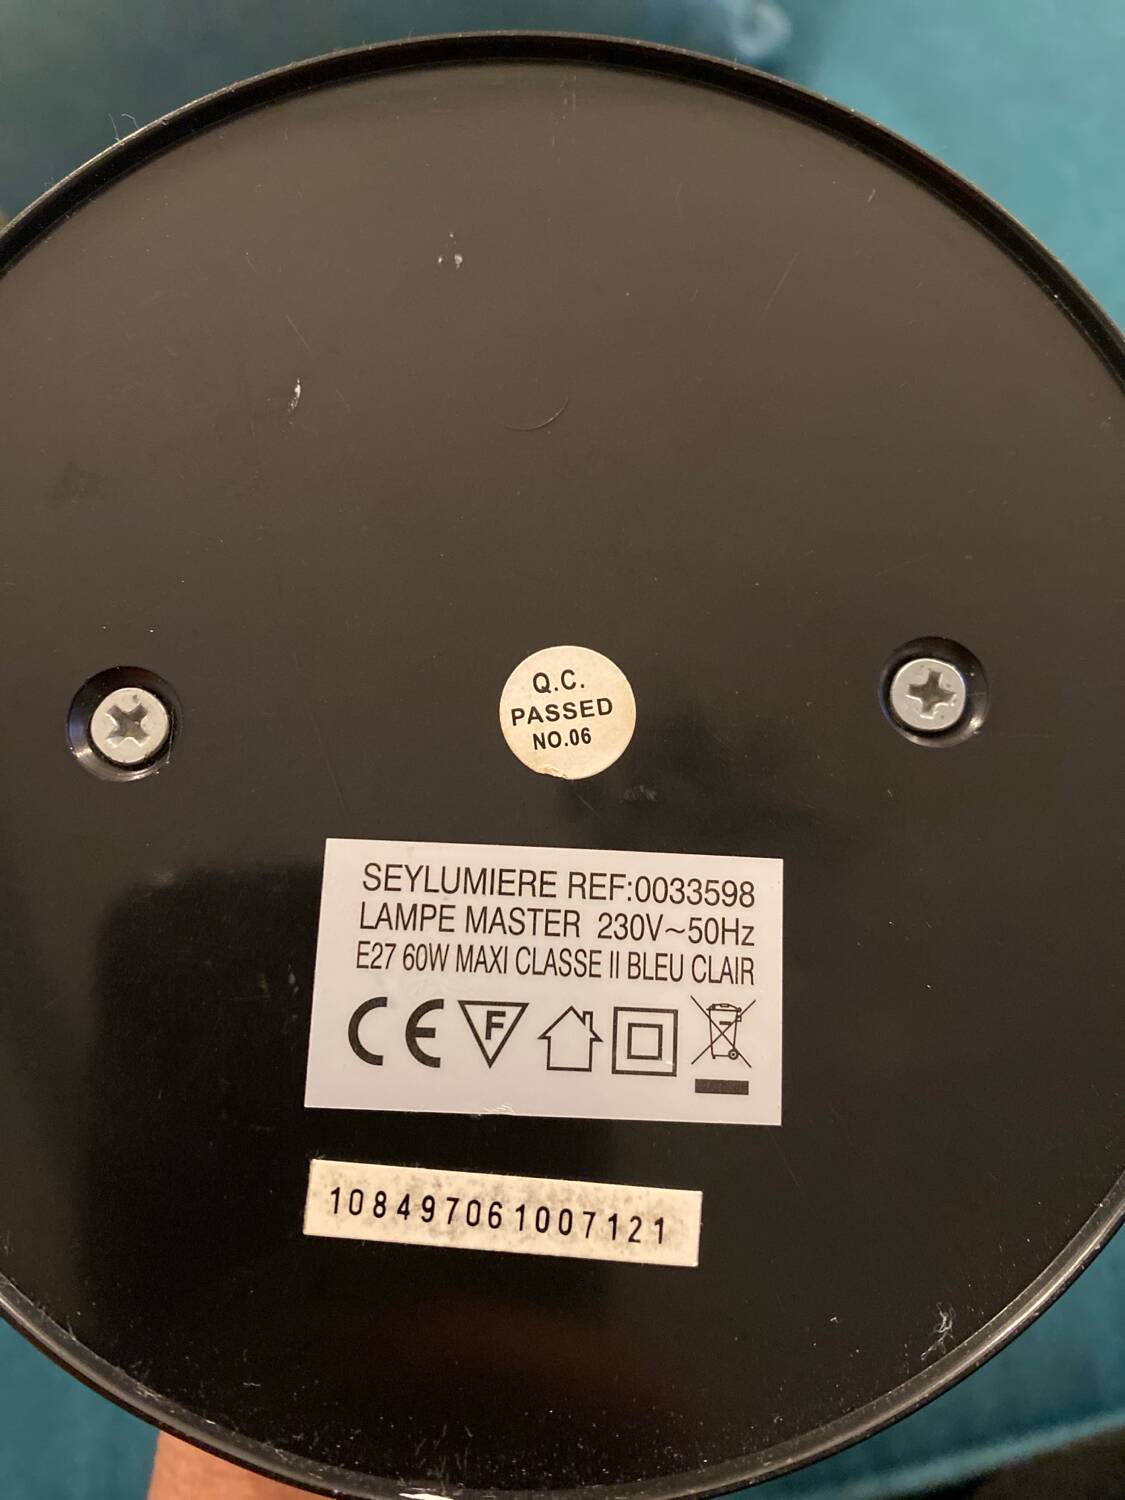 Q.C.
PASSED
NO.06
SEYLUMIERE REF:0033598
LAMPE MASTER 230V~50Hz
E27 60W MAXI CLASSE II BLEU CLAIR
CE F
108497061007121